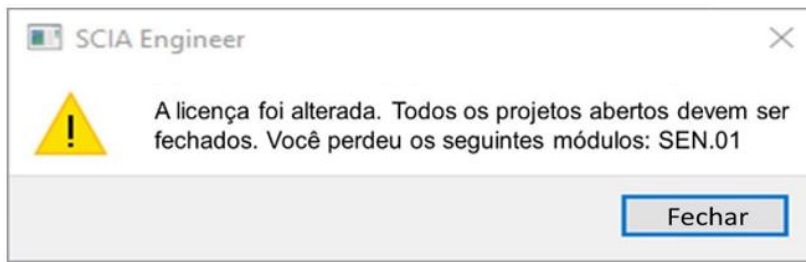 SCIA Engineer
A licença foi alterada. Todos os projetos abertos devem ser
fechados. Você perdeu os seguintes módulos: SEN.01
Fechar